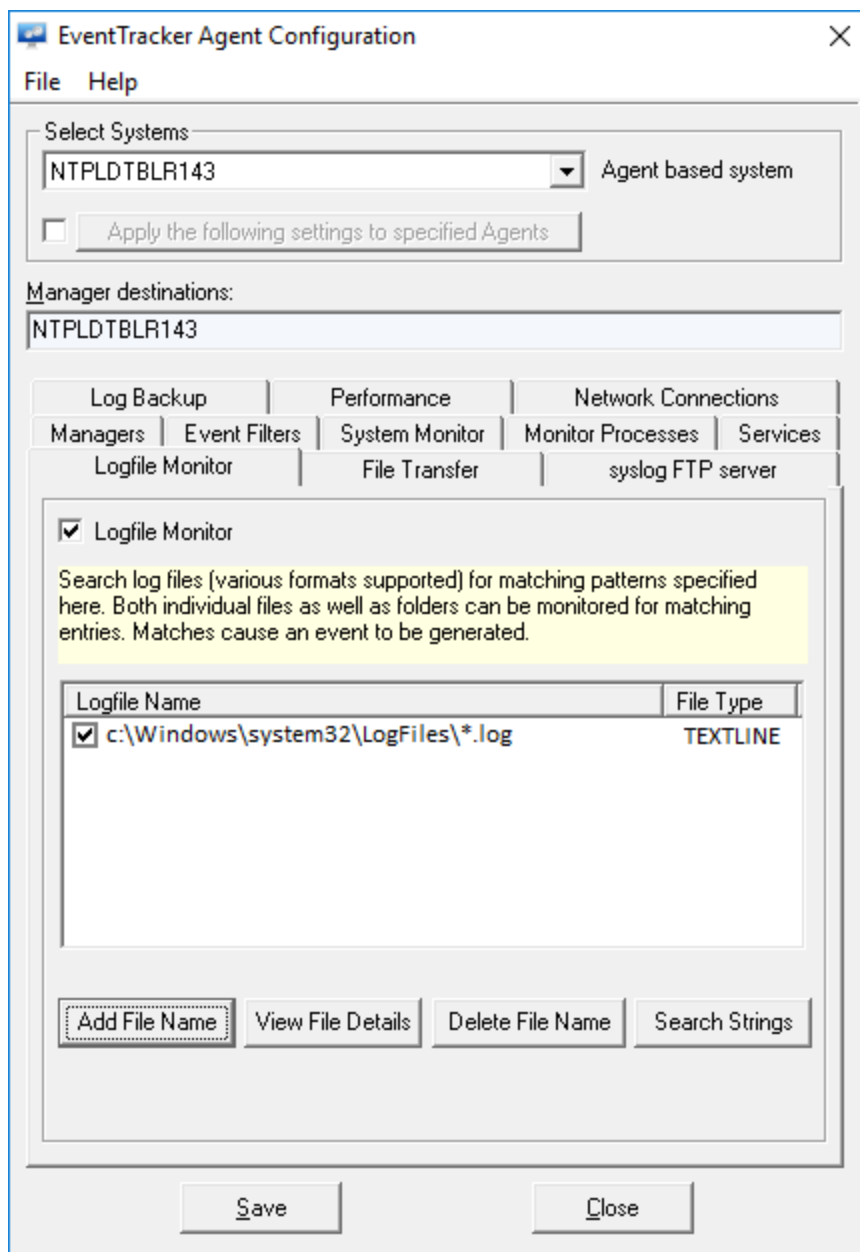 EventTracker Agent Configuration
File Help
Select Systems
NTPLDTBLR143 Agent based system
Apply the following settings to specified Agents
Manager destinations:
NTPLDTBLR143
Log Backup Performance Network Connections
Managers Event Filters System Monitor Monitor Processes Services
Logfile Monitor File Transfer syslog FTP server
Logfile Monitor
Search log files (various formats supported) for matching patterns specified
here. Both individual files as well as folders can be monitored for matching
entries. Matches cause an event to be generated.
Logfile Name File Type
c:\Windows\system32\LogFiles\*.log TEXTLINE
Add File Name View File Details Delete File Name Search Strings
Save Close